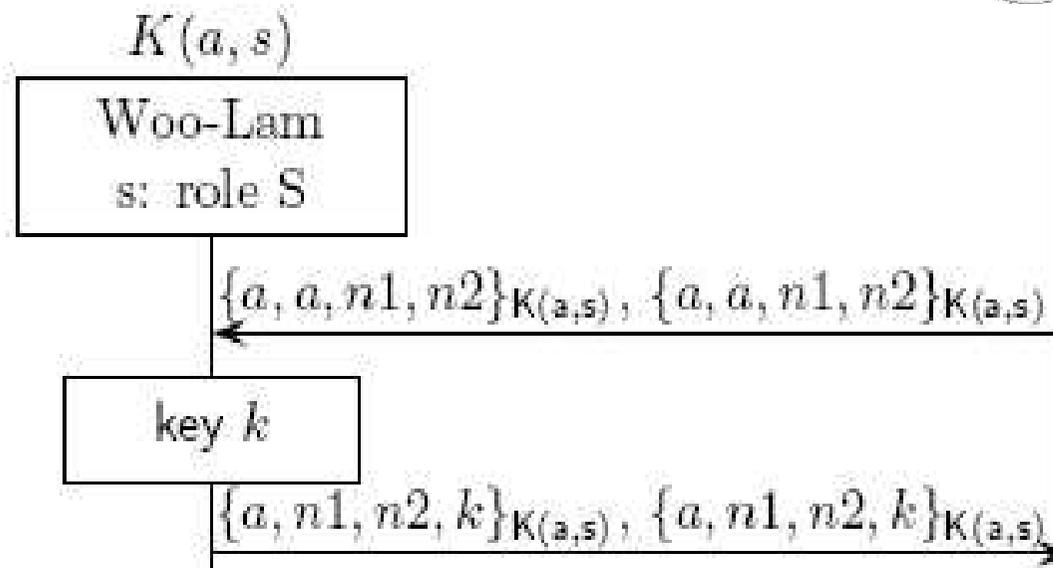 K(a, s)
Woo-Lam
s: role S
{a, a, n1, n2}K(a,s), {a, a, n1, n2}K(a,s)
key k
{a, n1, n2, k}K(a,s), {a, n1, n2, k}K(a,s)